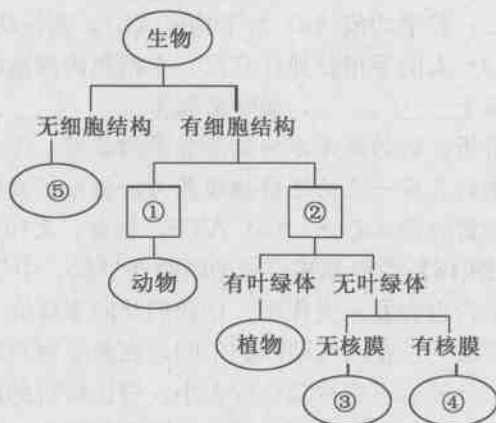 生物
无细胞结构 有细胞结构
⑤ ① ②
动物 有叶绿体 无叶绿体
植物 无核膜 有核膜
③ ④